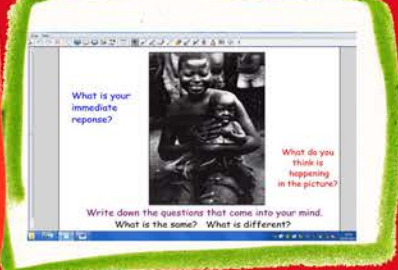 What is your
immediate
reponse?
What do you
think is
happening
in the picture?
Write down the questions that come into your mind.
What is the same? What is different?